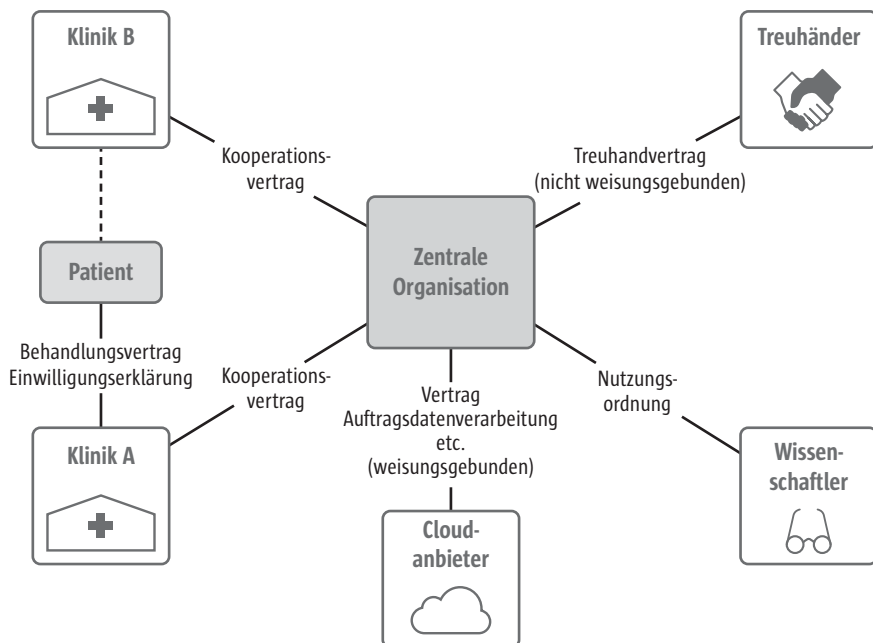 Klinik B
Treuhänder
Kooperations-
vertrag
Treuhandvertrag
(nicht weisungsgebunden)
Zentrale
Organisation
Patient
Behandlungsvertrag
Einwilligungserklärung
Kooperations-
vertrag
Vertrag
Auftragsdatenverarbeitung
etc.
(weisungsgebunden)
Nutzungs-
ordnung
Klinik A
Cloud-
anbieter
Wissen-
schaftler